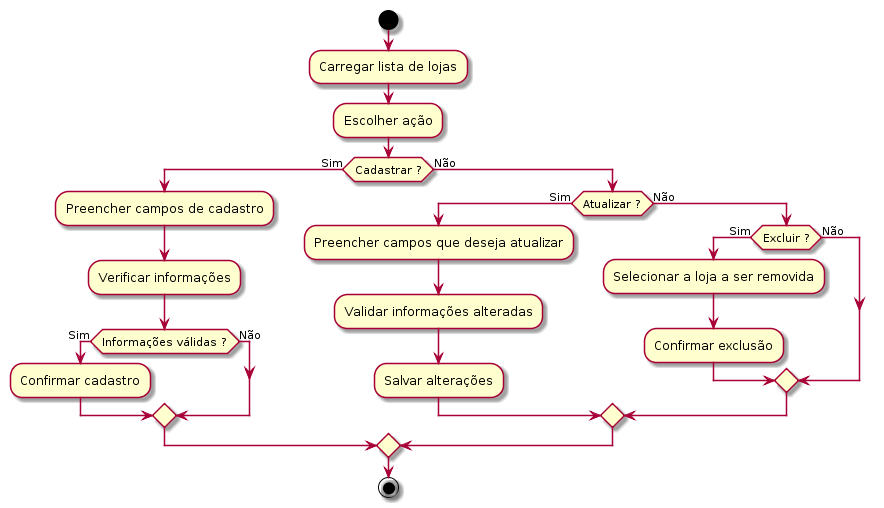 Carregar lista de lojas
Escolher ação
Sim
Cadastrar ?
Não
Preencher campos de cadastro
Verificar informações
Sim
Informações válidas ?
Não
Confirmar cadastro
Sim
Atualizar ?
Não
Preencher campos que deseja atualizar
Validar informações alteradas
Salvar alterações
Sim
Excluir ?
Não
Selecionar a loja a ser removida
Confirmar exclusão